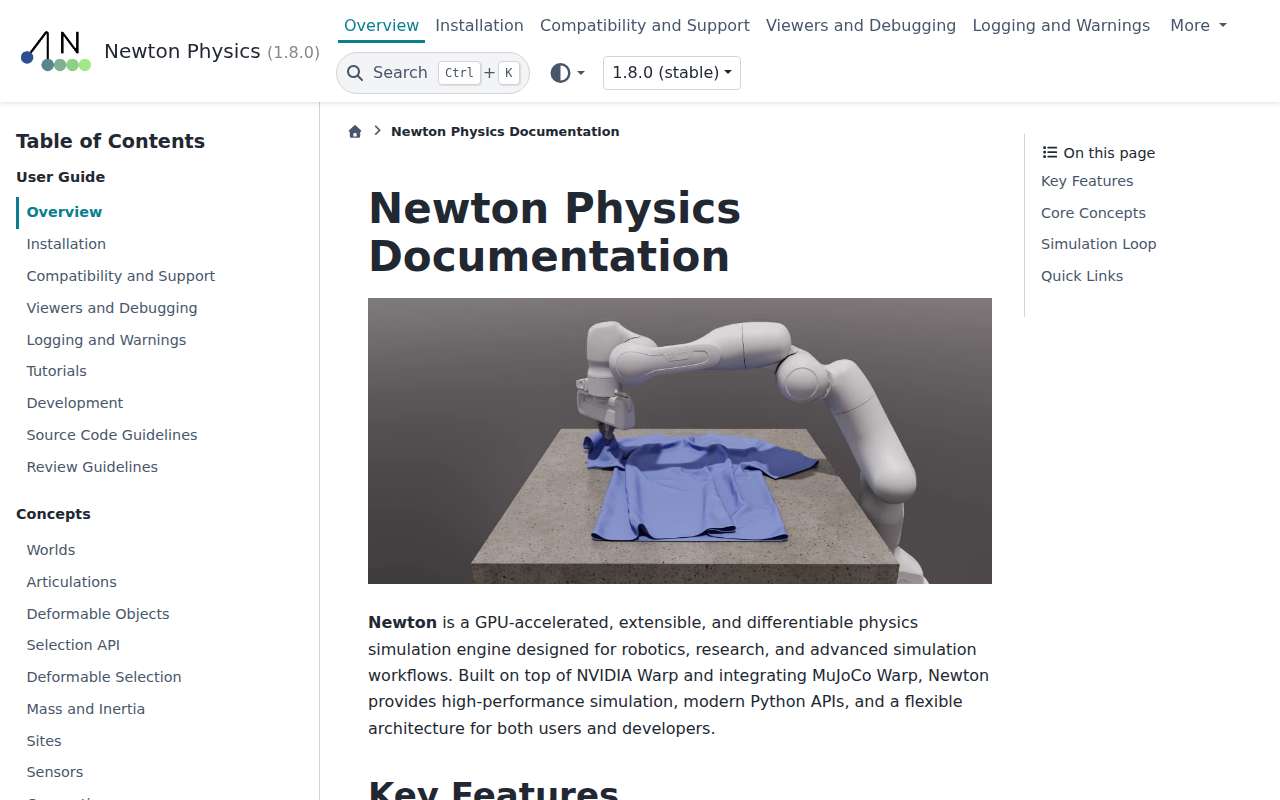 Newton Physics (1.8.0)
Overview
Installation
Compatibility and Support
Viewers and Debugging
Logging and Warnings
More
Search Ctrl + K
1.8.0 (stable)
Table of Contents
User Guide
Overview
Installation
Compatibility and Support
Viewers and Debugging
Logging and Warnings
Tutorials
Development
Source Code Guidelines
Review Guidelines
Concepts
Worlds
Articulations
Deformable Objects
Selection API
Deformable Selection
Mass and Inertia
Sites
Sensors
Newton Physics Documentation
Newton Physics
Documentation
Newton is a GPU-accelerated, extensible, and differentiable physics
simulation engine designed for robotics, research, and advanced simulation
workflows. Built on top of NVIDIA Warp and integrating MuJoCo Warp, Newton
provides high-performance simulation, modern Python APIs, and a flexible
architecture for both users and developers.
Key Features
On this page
Key Features
Core Concepts
Simulation Loop
Quick Links